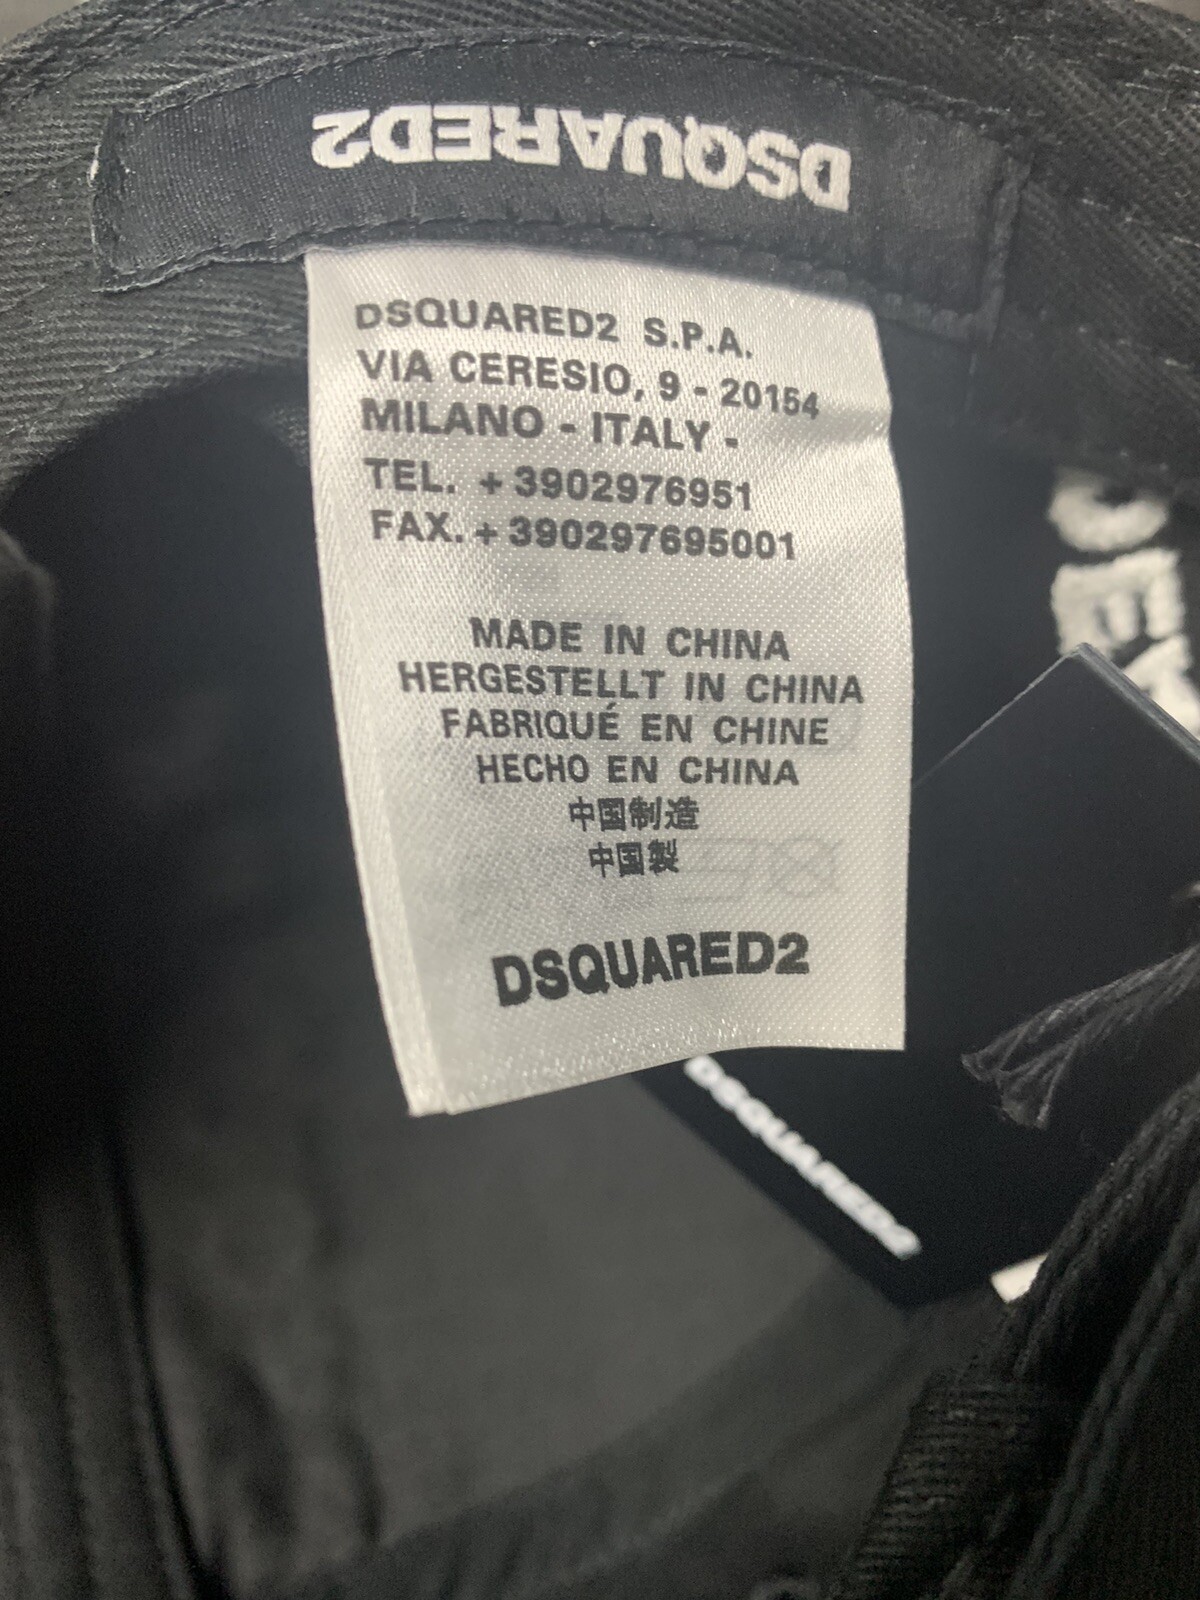 DSQUARED2
DSQUARED2 S.P.A.
VIA CERESIO, 9 - 20154
MILANO - ITALY -
TEL. +3902976951
FAX. +390297695001
MADE IN CHINA
HERGESTELLT IN CHINA
FABRIQUÉ EN CHINE
HECHO EN CHINA
中国制造
中国製
DSQUARED2
DSQUARED2